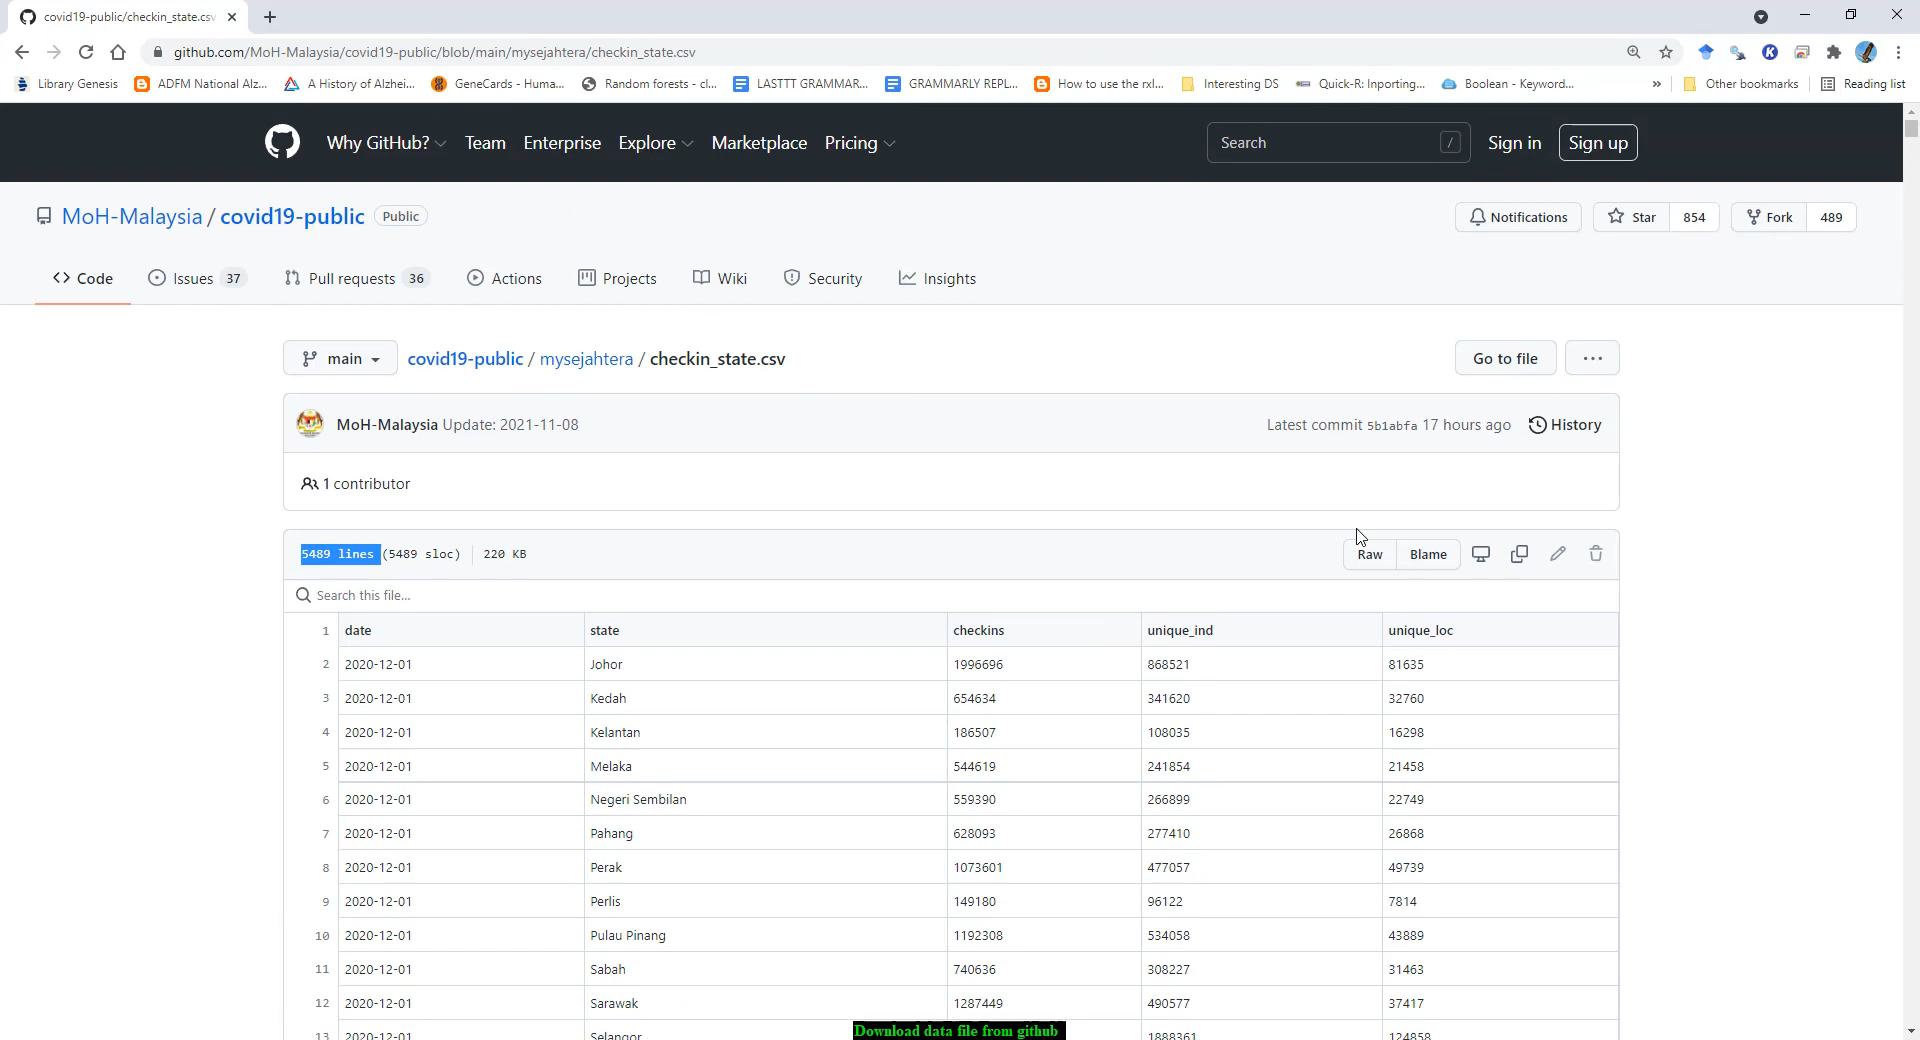 covid19-public/checkin_state.csv
github.com/MoH-Malaysia/covid19-public/blob/main/mysejahtera/checkin_state.csv
Library Genesis ADFM National Alz... A History of Alzhei... GeneCards - Huma... Random forests - cl... LASTTT GRAMMAR... GRAMMARLY REPL... How to use the rxl... Interesting DS Quick-R: Inporting... Boolean - Keyword... » Other bookmarks Reading list
Why GitHub? Team Enterprise Explore Marketplace Pricing Search / Sign in Sign up
MoH-Malaysia / covid19-public Public Notifications Star 854 Fork 489
Code Issues 37 Pull requests 36 Actions Projects Wiki Security Insights
main covid19-public / mysejahtera / checkin_state.csv Go to file ...
MoH-Malaysia Update: 2021-11-08 Latest commit 5b1abfa 17 hours ago History
1 contributor
5489 lines (5489 sloc) 220 KB Raw Blame
Search this file...
1 date state checkins unique_ind unique_loc
2 2020-12-01 Johor 1996696 868521 81635
3 2020-12-01 Kedah 654634 341620 32760
4 2020-12-01 Kelantan 186507 108035 16298
5 2020-12-01 Melaka 544619 241854 21458
6 2020-12-01 Negeri Sembilan 559390 266899 22749
7 2020-12-01 Pahang 628093 277410 26868
8 2020-12-01 Perak 1073601 477057 49739
9 2020-12-01 Perlis 149180 96122 7814
10 2020-12-01 Pulau Pinang 1192308 534058 43889
11 2020-12-01 Sabah 740636 308227 31463
12 2020-12-01 Sarawak 1287449 490577 37417
13 2020-12-01 Selangor 1888361 124858
Download data file from github